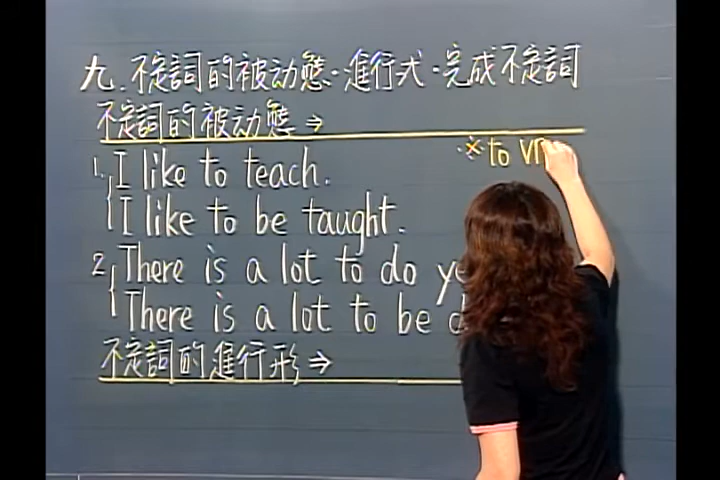 九.不定詞的被动態·進行式·完成不定詞
不定詞的被动態→
※to
1. I like to teach.
I like to be taught.
2. There is a lot to do
There is a lot to be
不定詞的進行形⇒